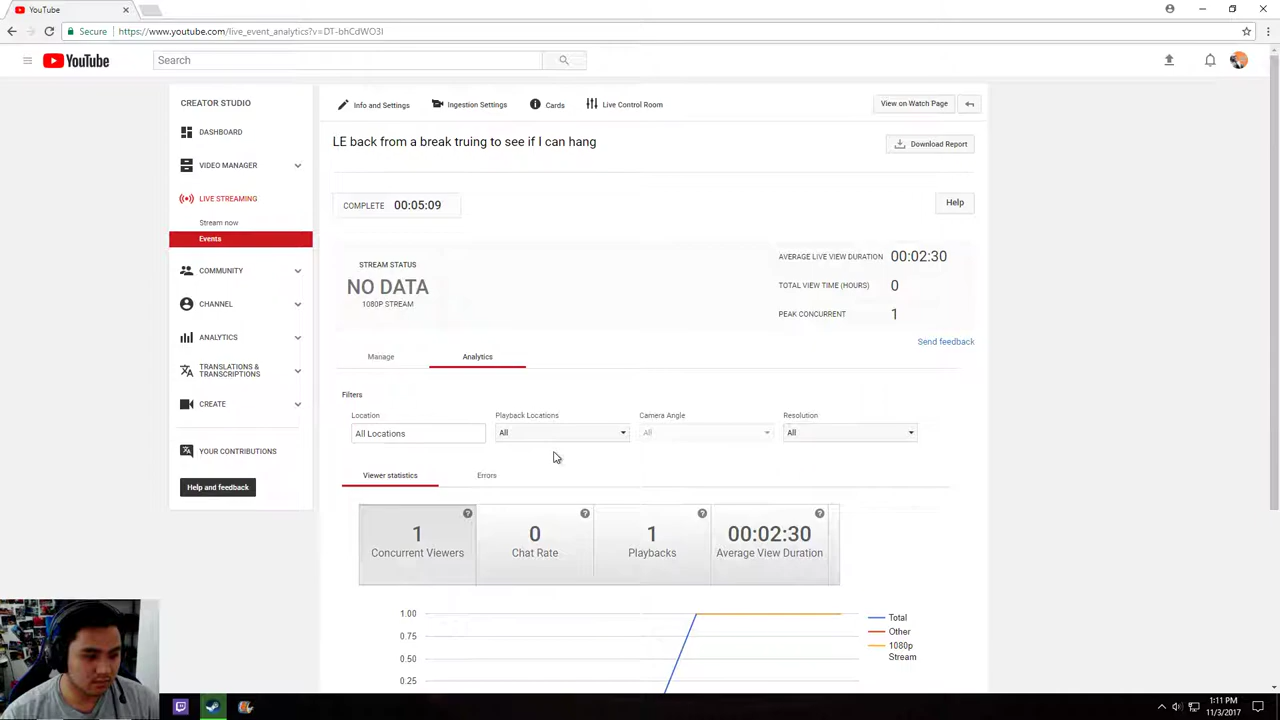 YouTube
Secure https://www.youtube.com/live_event_analytics?v=DT-bhCdWO3I
YouTube
Search
CREATOR STUDIO
DASHBOARD
VIDEO MANAGER
LIVE STREAMING
Stream now
Events
COMMUNITY
CHANNEL
ANALYTICS
TRANSLATIONS &
TRANSCRIPTIONS
CREATE
YOUR CONTRIBUTIONS
Help and feedback
Info and Settings Ingestion Settings Cards Live Control Room View on Watch Page
LE back from a break truing to see if I can hang Download Report
COMPLETE 00:05:09 Help
STREAM STATUS
NO DATA
1080P STREAM
AVERAGE LIVE VIEW DURATION 00:02:30
TOTAL VIEW TIME (HOURS) 0
PEAK CONCURRENT 1
Send feedback
Manage Analytics
Filters
Location Playback Locations Camera Angle Resolution
All Locations All All All
Viewer statistics Errors
? ? ? ?
1 0 1 00:02:30
Concurrent Viewers Chat Rate Playbacks Average View Duration
1.00
0.75
0.50
0.25
Total
Other
1080p
Stream
1:11 PM
11/3/2017